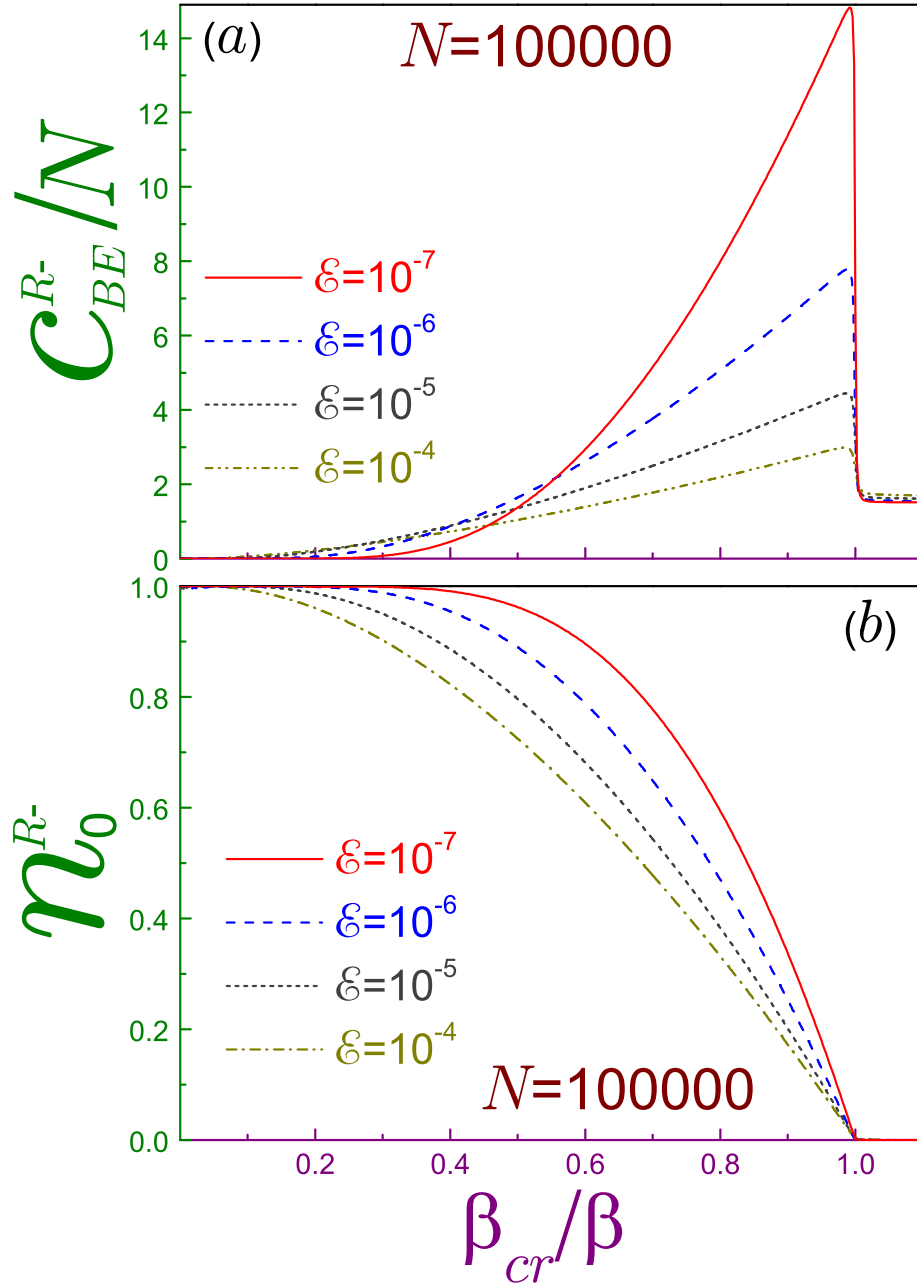 (a)
N=100000
14
12
10
8
6
4
2
0
C_{BE}^{R-}/N
ℰ=10^{-7}
ℰ=10^{-6}
ℰ=10^{-5}
ℰ=10^{-4}
(b)
1.0
0.8
0.6
0.4
0.2
0.0
n_0^{R-}
ℰ=10^{-7}
ℰ=10^{-6}
ℰ=10^{-5}
ℰ=10^{-4}
N=100000
0.2 0.4 0.6 0.8 1.0
β_{cr}/β